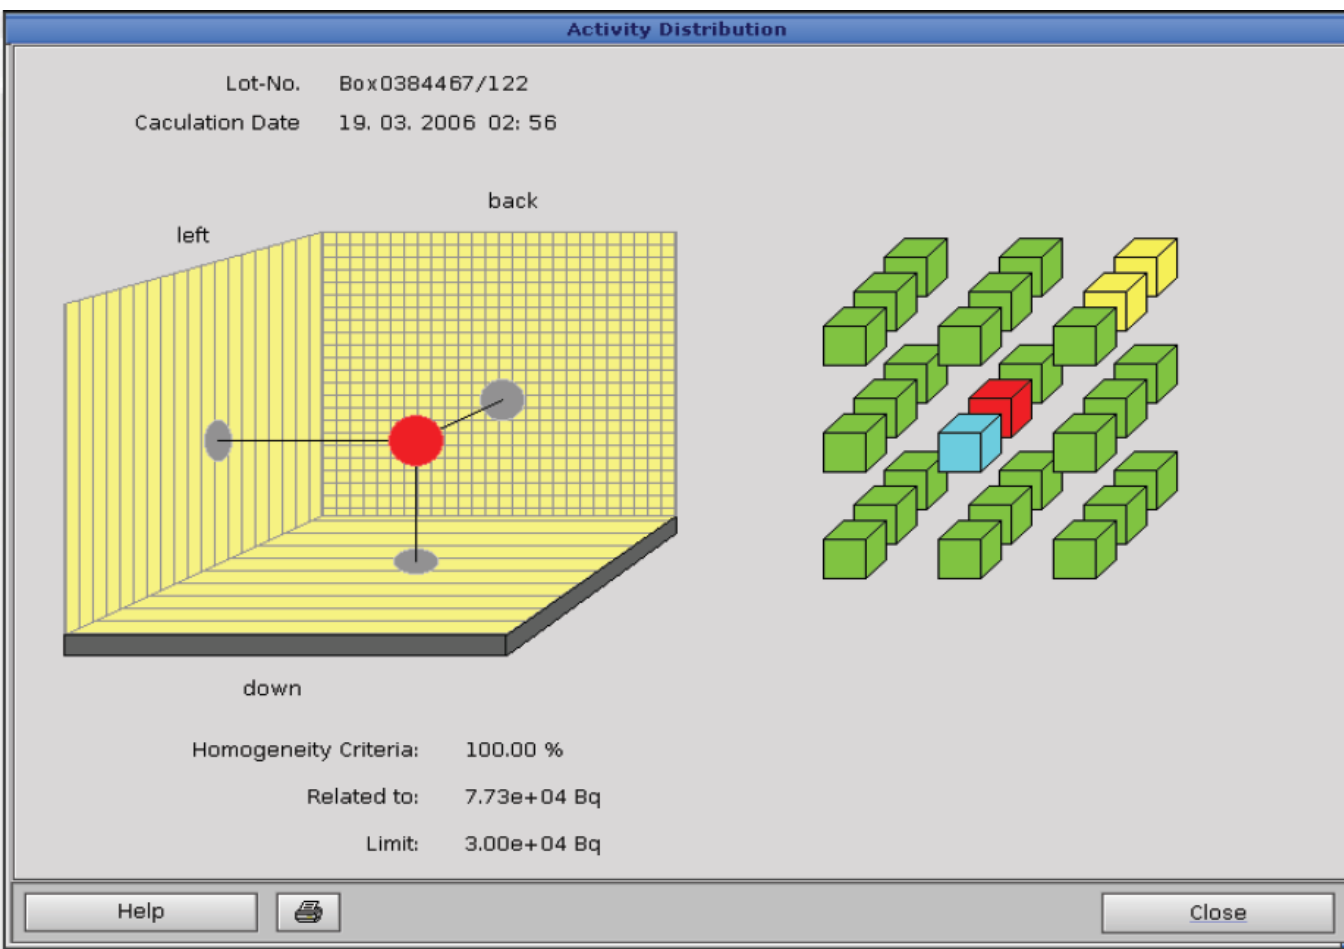 Activity Distribution
Lot-No. Box0384467/122
Caculation Date 19. 03. 2006 02: 56
back
left
down
Homogeneity Criteria: 100.00 %
Related to: 7.73e+04 Bq
Limit: 3.00e+04 Bq
Help
Close